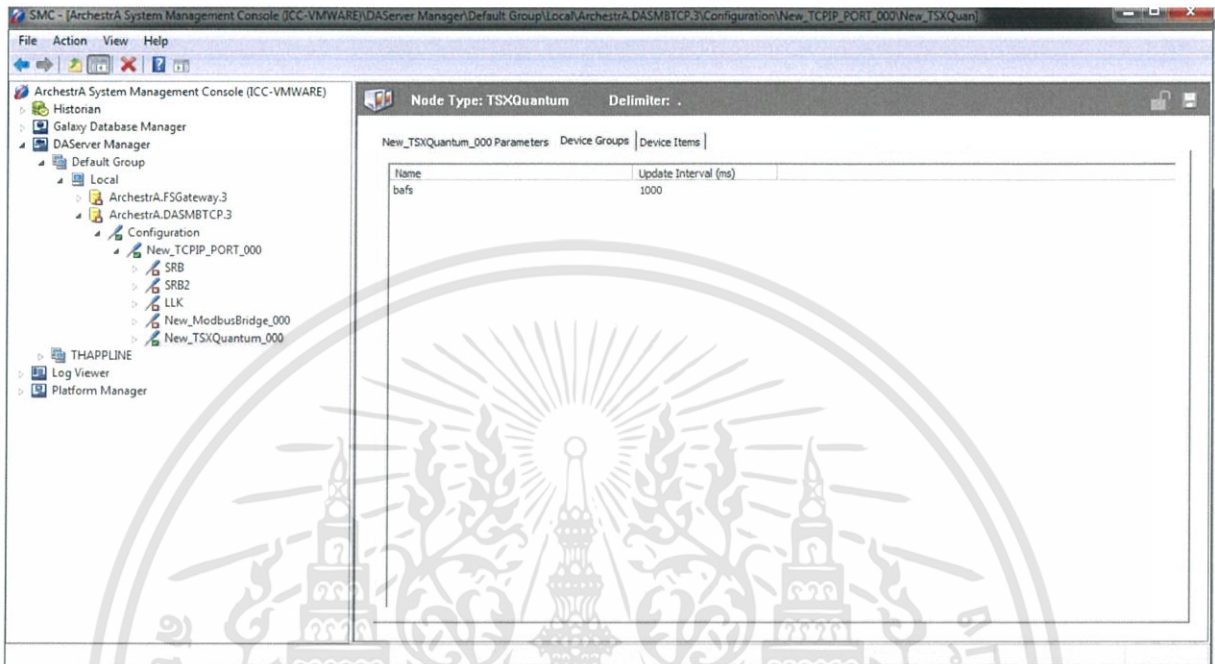 SMC - [ArchestrA System Management Console (ICC-VMWARE)\DAServer Manager\Default Group\Local\ArchestrA.DASMBTCP.3\Configuration\New_TCPIP_PORT_000\New_TSXQuan]
File Action View Help
ArchestrA System Management Console (ICC-VMWARE)
Historian
Galaxy Database Manager
DAServer Manager
Default Group
Local
ArchestrA.FSGateway.3
ArchestrA.DASMBTCP.3
Configuration
New_TCPIP_PORT_000
SRB
SRB2
LLK
New_ModbusBridge_000
New_TSXQuantum_000
THAPPLINE
Log Viewer
Platform Manager
Node Type: TSXQuantum Delimiter: .
New_TSXQuantum_000 Parameters Device Groups Device Items
Name Update Interval (ms)
bafs 1000